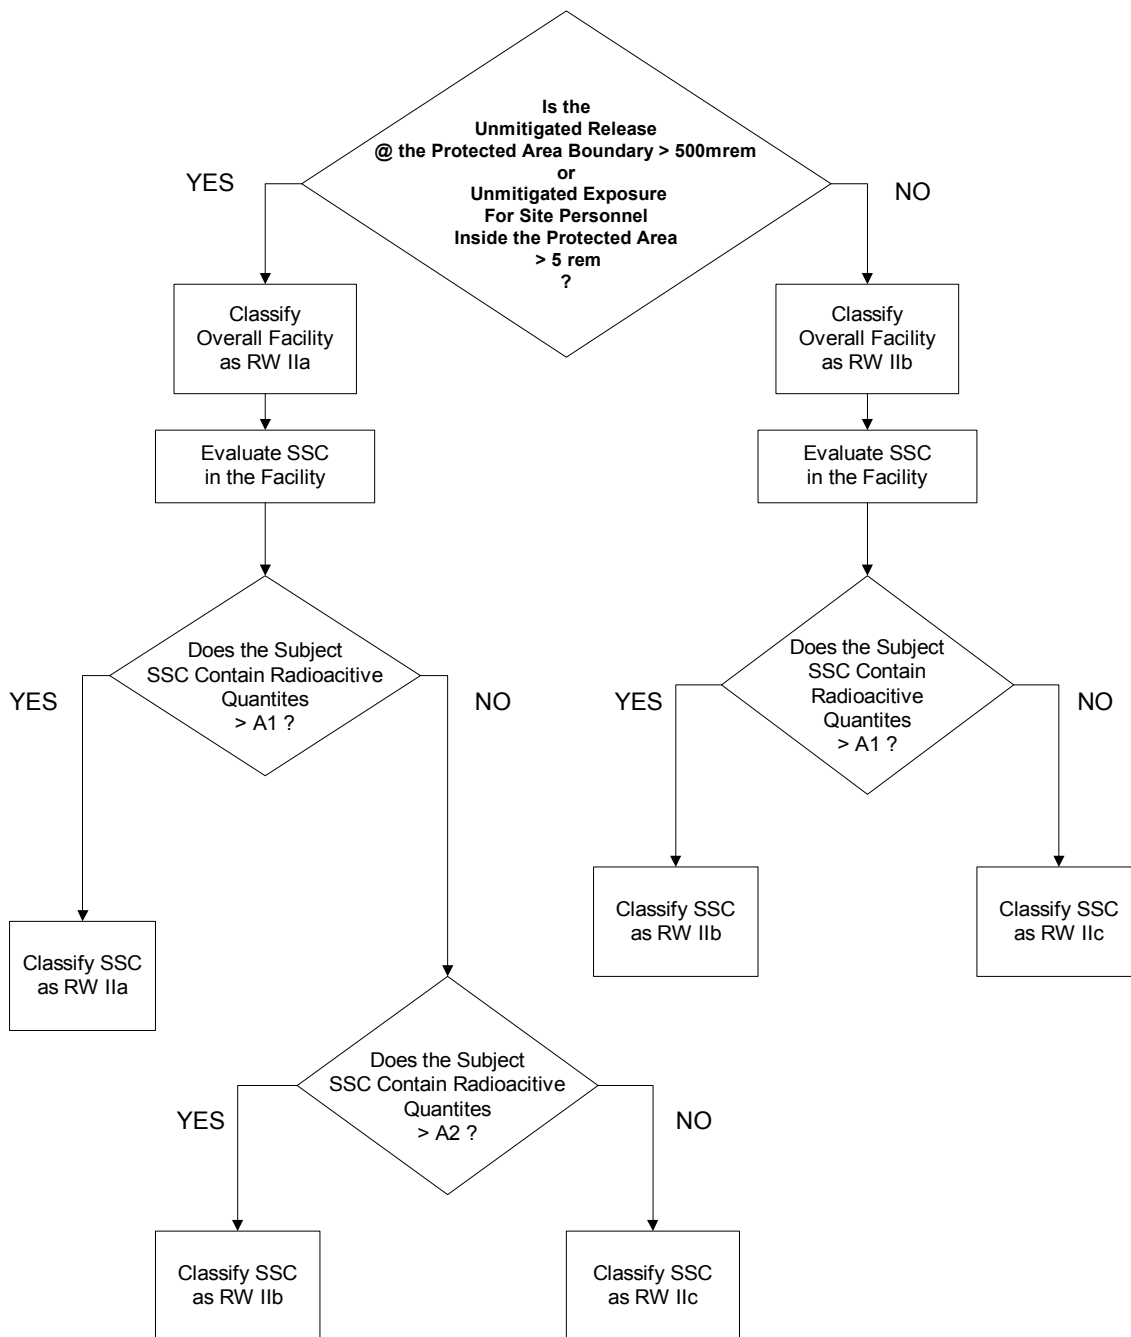 Is the
Unmitigated Release
@ the Protected Area Boundary > 500mrem
or
Unmitigated Exposure
For Site Personnel
Inside the Protected Area
> 5 rem
?
YES
NO
Classify
Overall Facility
as RW IIa
Classify
Overall Facility
as RW IIb
Evaluate SSC
in the Facility
Evaluate SSC
in the Facility
Does the Subject
SSC Contain Radioacitive
Quantites
> A1 ?
YES
NO
Does the Subject
SSC Contain
Radioacitive
Quantites
> A1 ?
YES
NO
Classify SSC
as RW IIa
Classify SSC
as RW IIb
Classify SSC
as RW IIc
Does the Subject
SSC Contain Radioacitive
Quantites
> A2 ?
YES
NO
Classify SSC
as RW IIb
Classify SSC
as RW IIc